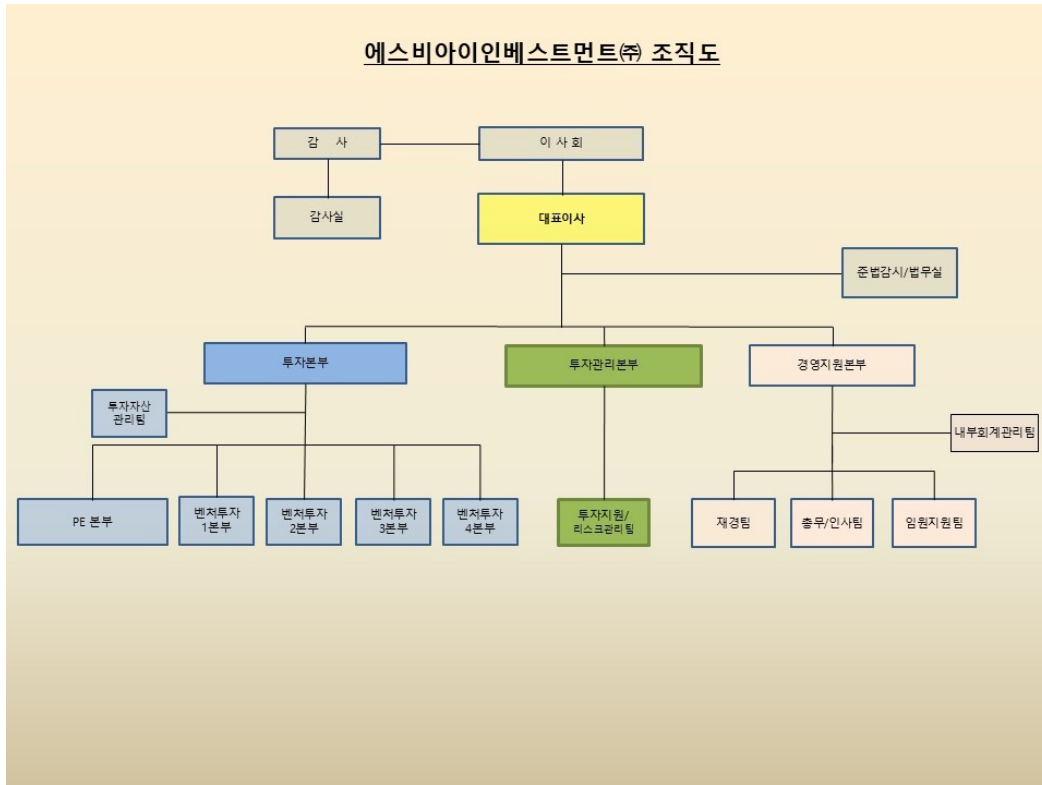 에스비아이인베스트먼트㈜ 조직도
감 사
이 사 회
감사실
대표이사
준법감시/법무실
투자본부
투자관리본부
경영지원본부
투자자산
관리팀
내부회계관리팀
PE 본부
벤처투자
1본부
벤처투자
2본부
벤처투자
3본부
벤처투자
4본부
투자지원/
리스크관리팀
재경팀
총무/인사팀
임원지원팀